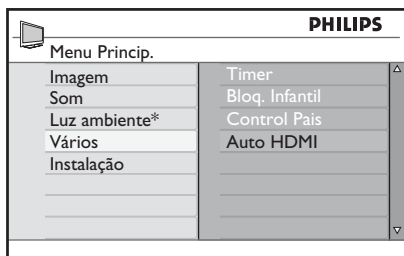 PHILIPS
Menu Princip.
Imagem
Som
Luz ambiente*
Vários
Instalação
Timer
Bloq. Infantil
Control Pais
Auto HDMI